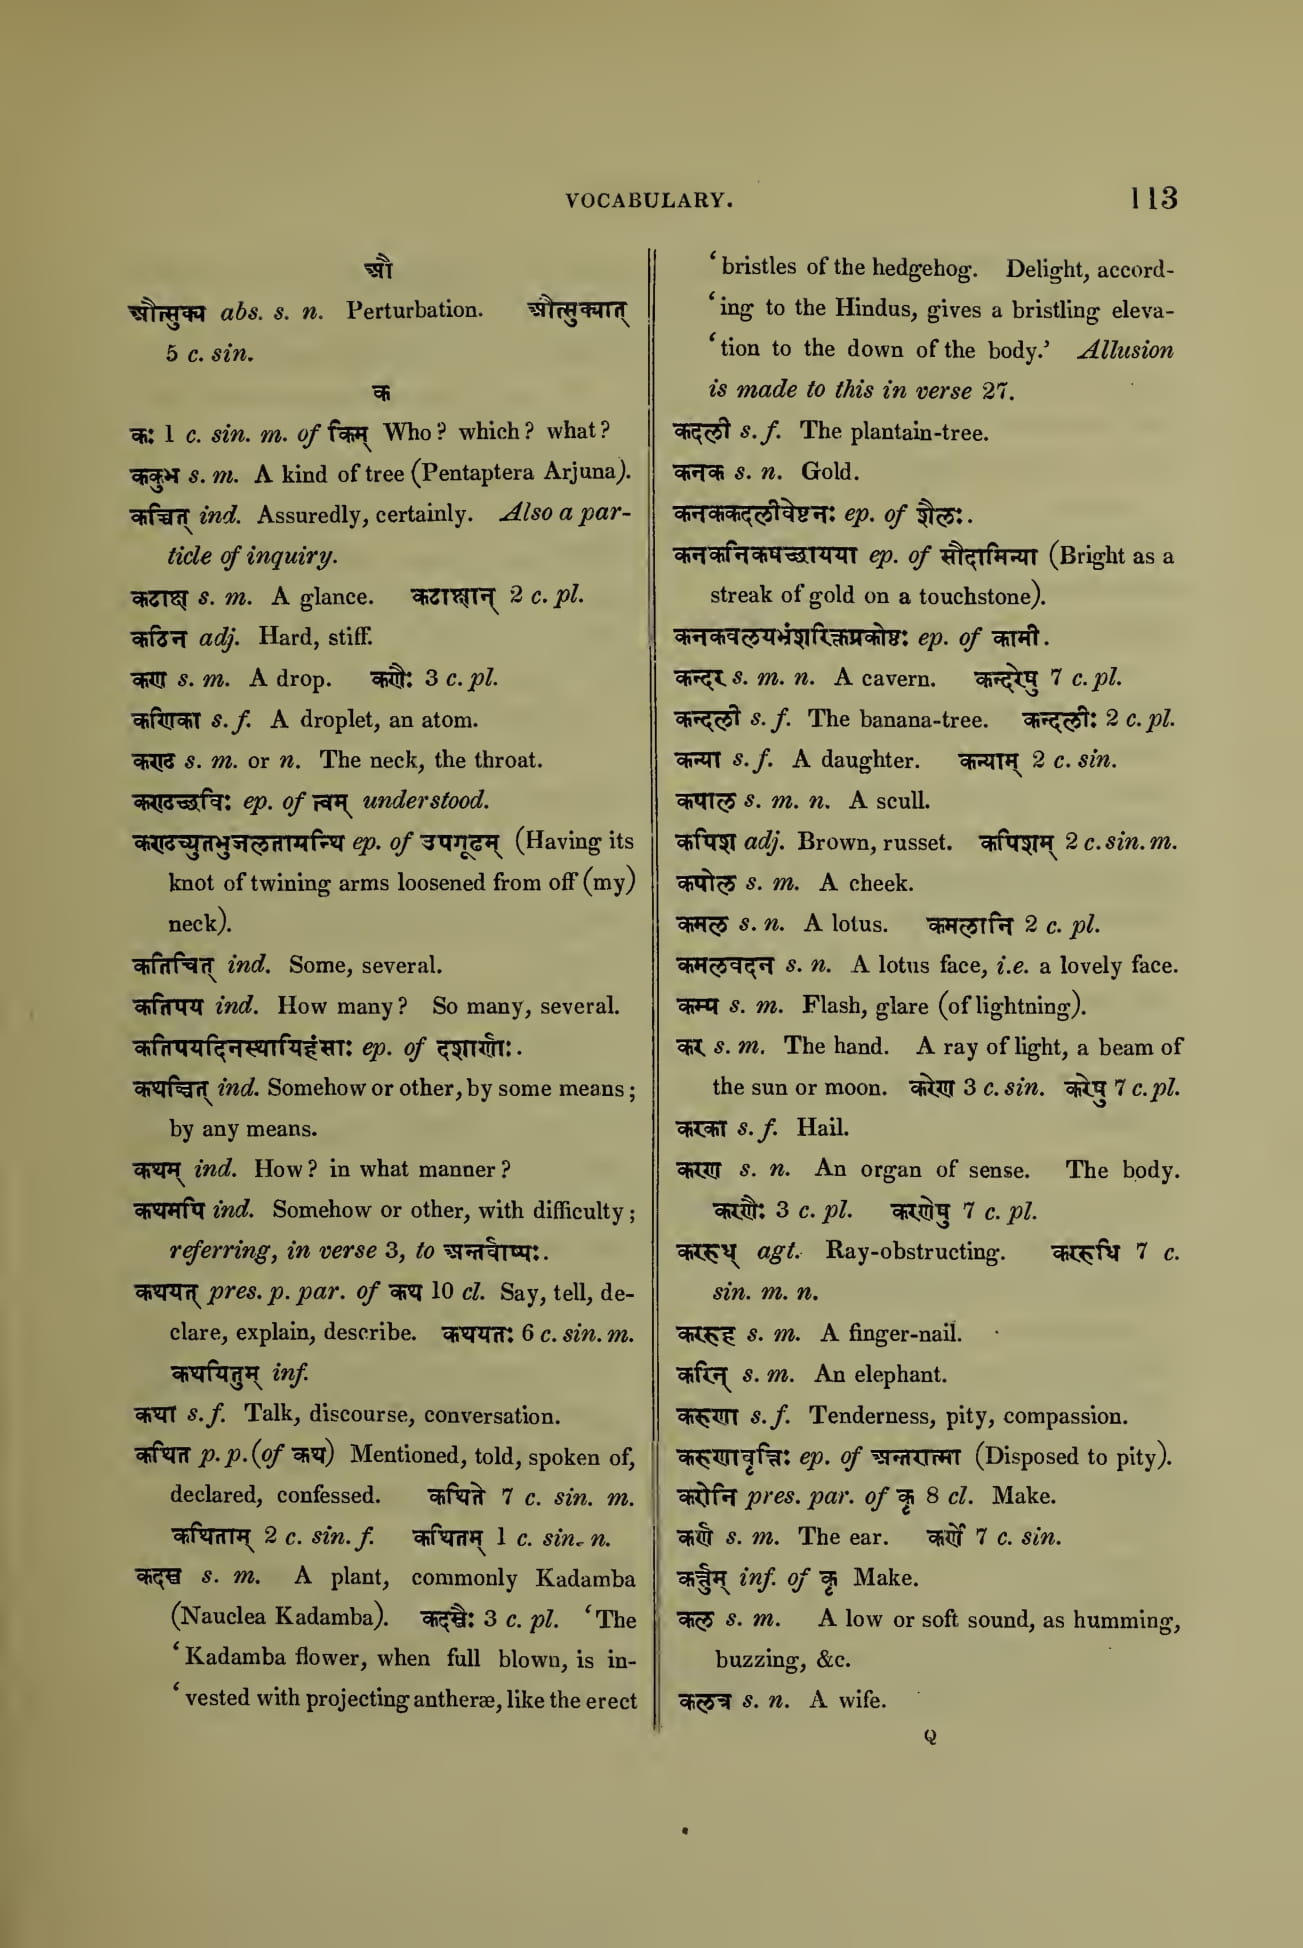 VOCABULARY.
113
औ
औत्सुक्य abs. s. n. Perturbation. औत्सुक्यात्
5 c. sin.
क
कः 1 c. sin. m. of किम् Who? which? what?
ककुभ s. m. A kind of tree (Pentaptera Arjuna).
कच्चित् ind. Assuredly, certainly. Also a par-
ticle of inquiry.
कटाक्ष s. m. A glance. कटाक्षान् 2 c. pl.
कठिन adj. Hard, stiff.
कण s. m. A drop. कणैः 3 c. pl.
कणिका s. f. A droplet, an atom.
कण्ठ s. m. or n. The neck, the throat.
कण्ठच्छविः ep. of त्वम् understood.
कण्ठच्युतभुजलताग्रन्थि ep. of उपगूढम् (Having its
knot of twining arms loosened from off (my)
neck).
कतिचित् ind. Some, several.
कतिपय ind. How many? So many, several.
कतिपयदिनस्थायिहंसाः ep. of दशार्णाः.
कथञ्चित् ind. Somehow or other, by some means;
by any means.
कथम् ind. How? in what manner?
कथमपि ind. Somehow or other, with difficulty;
referring, in verse 3, to अन्तर्वाष्पः.
कथयत् pres. p. par. of कथ 10 cl. Say, tell, de-
clare, explain, describe. कथयतः 6 c. sin. m.
कथयितुम् inf.
कथा s. f. Talk, discourse, conversation.
कथित p. p. (of कथ) Mentioned, told, spoken of,
declared, confessed. कथिते 7 c. sin. m.
कथिताम् 2 c. sin. f. कथितम् 1 c. sin. n.
कदम्ब s. m. A plant, commonly Kadamba
(Nauclea Kadamba). कदम्बैः 3 c. pl. ‘The
‘Kadamba flower, when full blown, is in-
‘vested with projecting antheræ, like the erect
‘bristles of the hedgehog. Delight, accord-
‘ing to the Hindus, gives a bristling eleva-
‘tion to the down of the body.’ Allusion
is made to this in verse 27.
कदली s. f. The plantain-tree.
कनक s. n. Gold.
कनककदलीवेष्टनः ep. of शैलः.
कनकनिकषच्छायया ep. of सौदामिन्या (Bright as a
streak of gold on a touchstone).
कनकवलयभ्रंशरिक्तप्रकोष्ठः ep. of कामी.
कन्दर s. m. n. A cavern. कन्दरेषु 7 c. pl.
कन्दली s. f. The banana-tree. कन्दलीः 2 c. pl.
कन्या s. f. A daughter. कन्याम् 2 c. sin.
कपाल s. m. n. A scull.
कपिश adj. Brown, russet. कपिशम् 2 c. sin. m.
कपोल s. m. A cheek.
कमल s. n. A lotus. कमलानि 2 c. pl.
कमलवदन s. n. A lotus face, i.e. a lovely face.
कम्प s. m. Flash, glare (of lightning).
कर s. m. The hand. A ray of light, a beam of
the sun or moon. करेण 3 c. sin. करेषु 7 c. pl.
करका s. f. Hail.
करण s. n. An organ of sense. The body.
करणैः 3 c. pl. करणेषु 7 c. pl.
कररुध् agt. Ray-obstructing. कररुधि 7 c.
sin. m. n.
कररुह s. m. A finger-nail.
करिन् s. m. An elephant.
करुणा s. f. Tenderness, pity, compassion.
करुणावृत्तिः ep. of अन्तरात्मा (Disposed to pity).
करोति pres. par. of कृ 8 cl. Make.
कर्ण s. m. The ear. कर्णे 7 c. sin.
कर्त्तुम् inf. of कृ Make.
कल s. m. A low or soft sound, as humming,
buzzing, &c.
कलत्र s. n. A wife.
Q